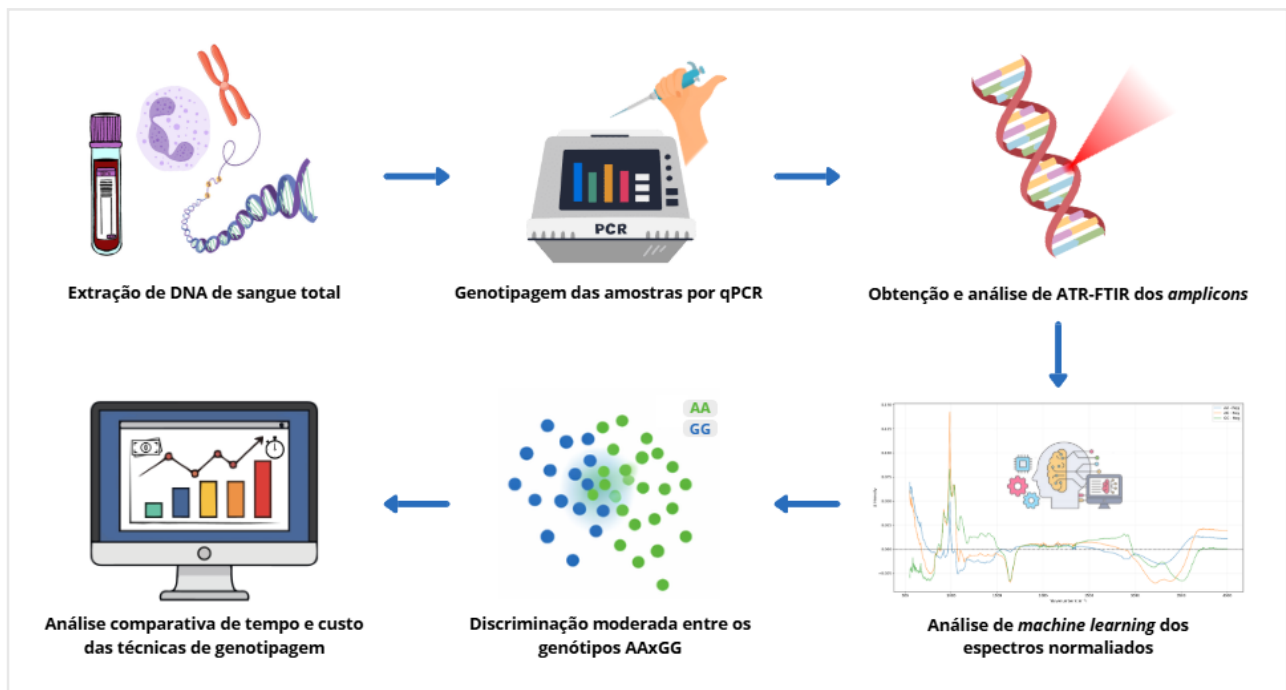 PCR
Extração de DNA de sangue total
Genotipagem das amostras por qPCR
Obtenção e análise de ATR-FTIR dos amplicons
AA
GG
Análise comparativa de tempo e custo
das técnicas de genotipagem
Discriminação moderada entre os
genótipos AAxGG
Análise de machine learning dos
espectros normaliados